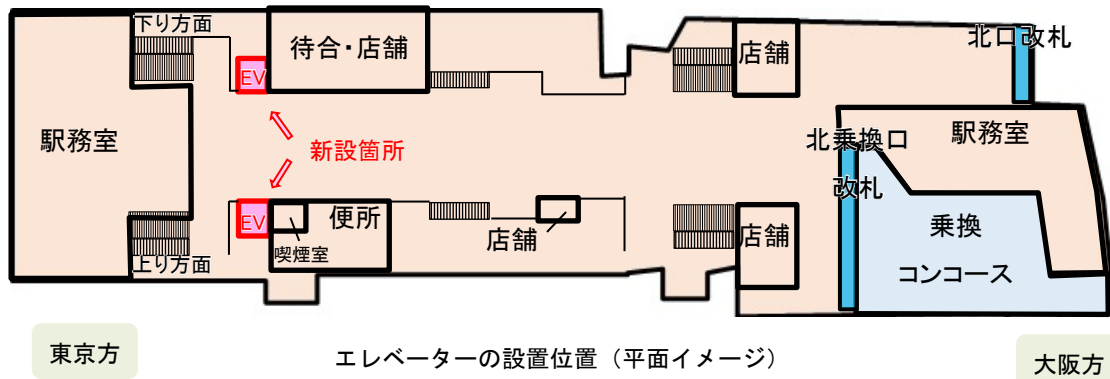 下り方面
待合・店舗
店舗
北口改札
EV
駅務室
新設箇所
駅務室
北乗換口
改札
EV
便所
喫煙室
店舗
店舗
乗換
コンコース
上り方面
東京方
エレベーターの設置位置（平面イメージ）
大阪方